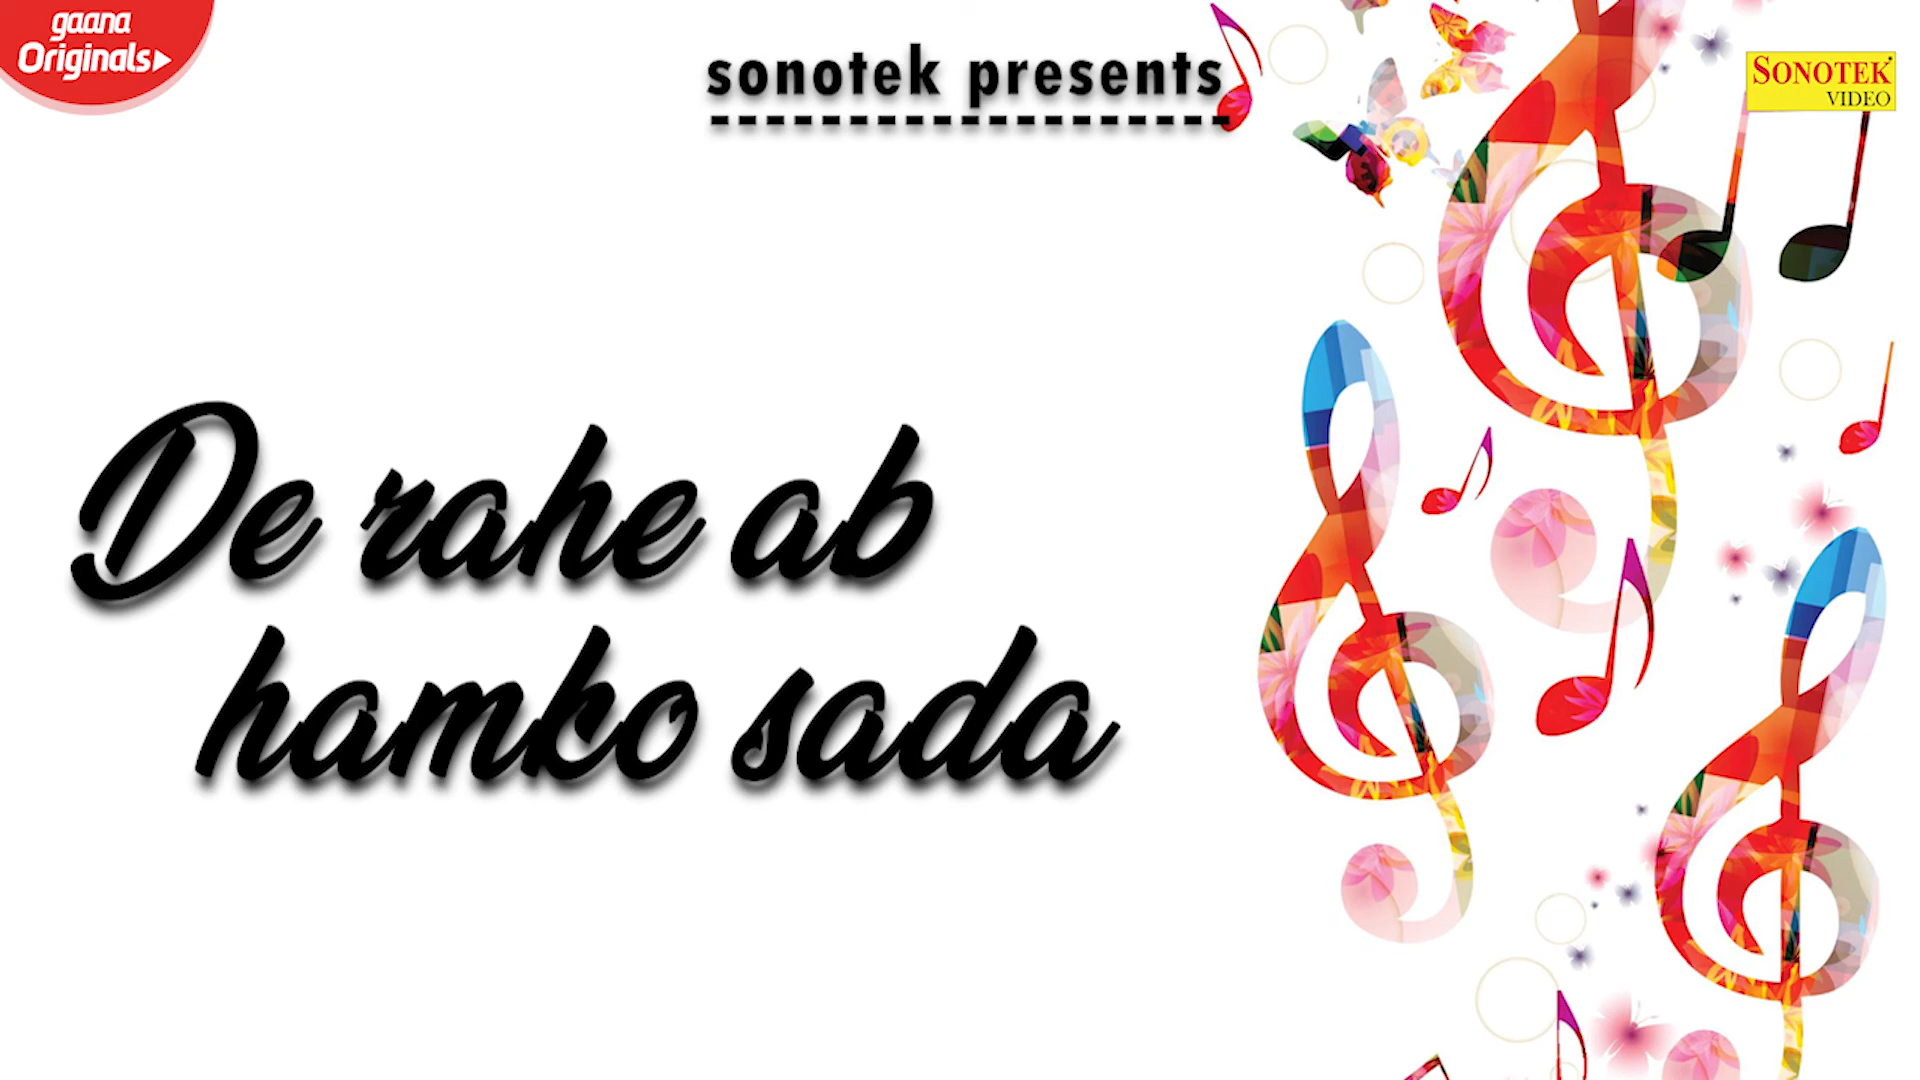 gaana
Originals
sonotek presents
SONOTEK
VIDEO
De rahe ab
hamko sada